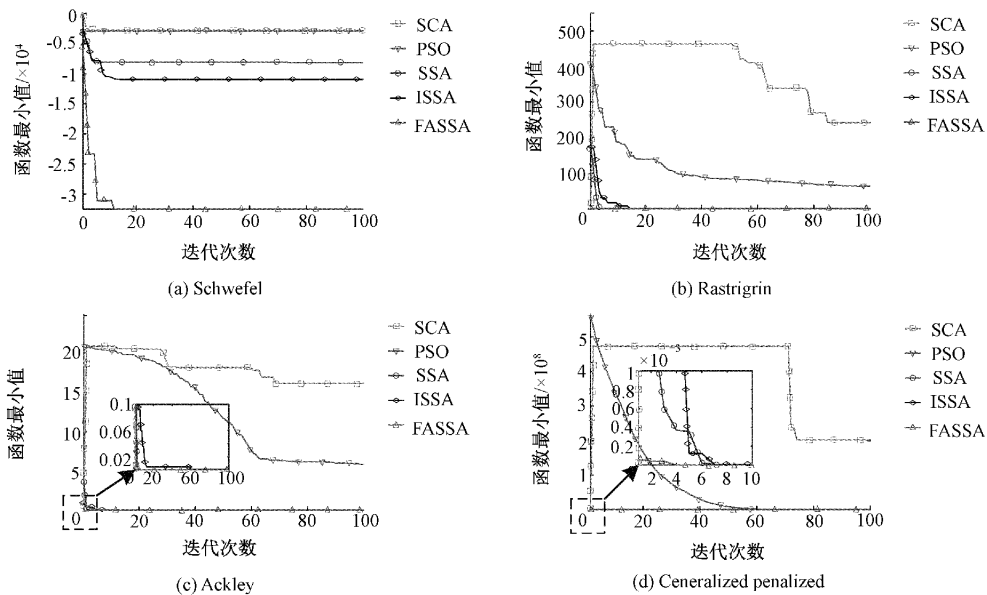 0
-0.5
-1
-1.5
-2
-2.5
-3
函数最小值/×10⁴
0 20 40 60 80 100
迭代次数
SCA
PSO
SSA
ISSA
FASSA
(a) Schwefel
500
400
300
200
100
函数最小值
0 20 40 60 80 100
迭代次数
SCA
PSO
SSA
ISSA
FASSA
(b) Rastrigrin
20
15
10
5
函数最小值
0 20 40 60 80 100
迭代次数
0.1
0.06
0.02
20 60 100
SCA
PSO
SSA
ISSA
FASSA
(c) Ackley
5
4
3
2
1
函数最小值/×10⁸
0 20 40 60 80 100
迭代次数
1
0.8
0.6
0.4
0.2
2 4 6 8 10
SCA
PSO
SSA
ISSA
FASSA
(d) Ceneralized penalized